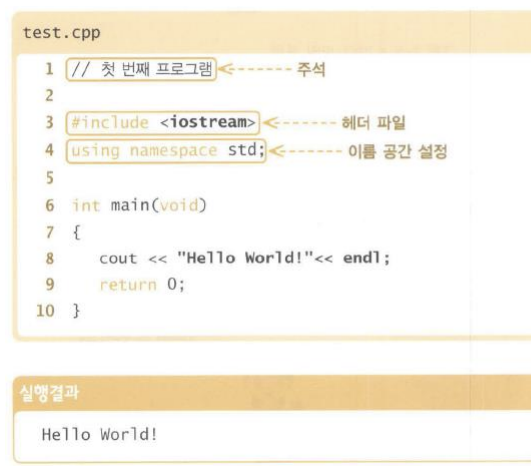 test.cpp
1 // 첫 번째 프로그램 주석
2
3 #include <iostream> 헤더 파일
4 using namespace std; 이름 공간 설정
5
6 int main(void)
7 {
8 cout << "Hello World!"<< endl;
9 return 0;
10 }
실행결과
Hello World!